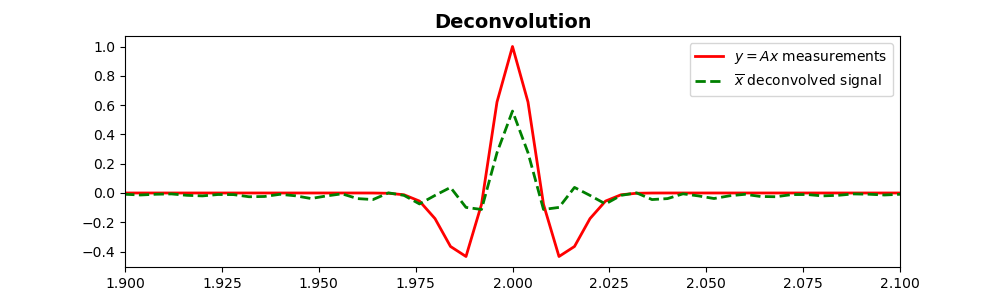 Deconvolution
1.0
0.8
0.6
0.4
0.2
0.0
−0.2
−0.4
1.900 1.925 1.950 1.975 2.000 2.025 2.050 2.075 2.100
y = Ax measurements
x̅ deconvolved signal